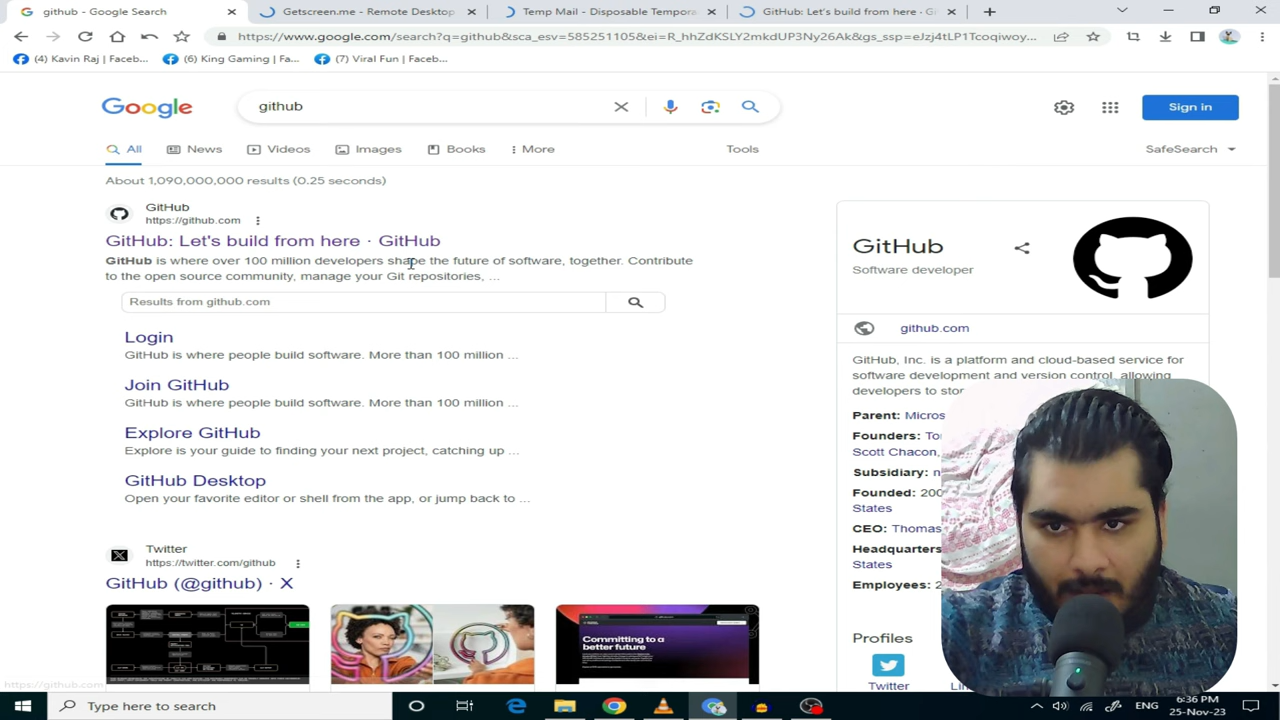 github - Google Search
Getscreen.me - Remote Desktop
Temp Mail - Disposable Tempora
GitHub: Let's build from here · G
https://www.google.com/search?q=github&sca_esv=585251105&ei=R_hhZdKSLY2mkdUP3Ny26Ak&gs_ssp=eJzj4tLP1Tcoqiwoy...
(4) Kavin Raj | Faceb...
(6) King Gaming | Fa...
(7) Viral Fun | Faceb...
Google
github
Sign in
All
News
Videos
Images
Books
More
Tools
SafeSearch
About 1,090,000,000 results (0.25 seconds)
GitHub
https://github.com
GitHub: Let's build from here · GitHub
GitHub is where over 100 million developers shape the future of software, together. Contribute
to the open source community, manage your Git repositories, ...
Results from github.com
Login
GitHub is where people build software. More than 100 million ...
Join GitHub
GitHub is where people build software. More than 100 million ...
Explore GitHub
Explore is your guide to finding your next project, catching up ...
GitHub Desktop
Open your favorite editor or shell from the app, or jump back to ...
Twitter
https://twitter.com/github
GitHub (@github) · X
Committing to a
better future
GitHub
Software developer
github.com
GitHub, Inc. is a platform and cloud-based service for
software development and version control, allowing
developers to stor
Parent: Micros
Founders: To
Scott Chacon,
Subsidiary: n
Founded: 200
States
CEO: Thomas
Headquarters
States
Employees: 2
Profiles
Twitter
https://github.com
Type here to search
ENG
6:36 PM
25-Nov-23